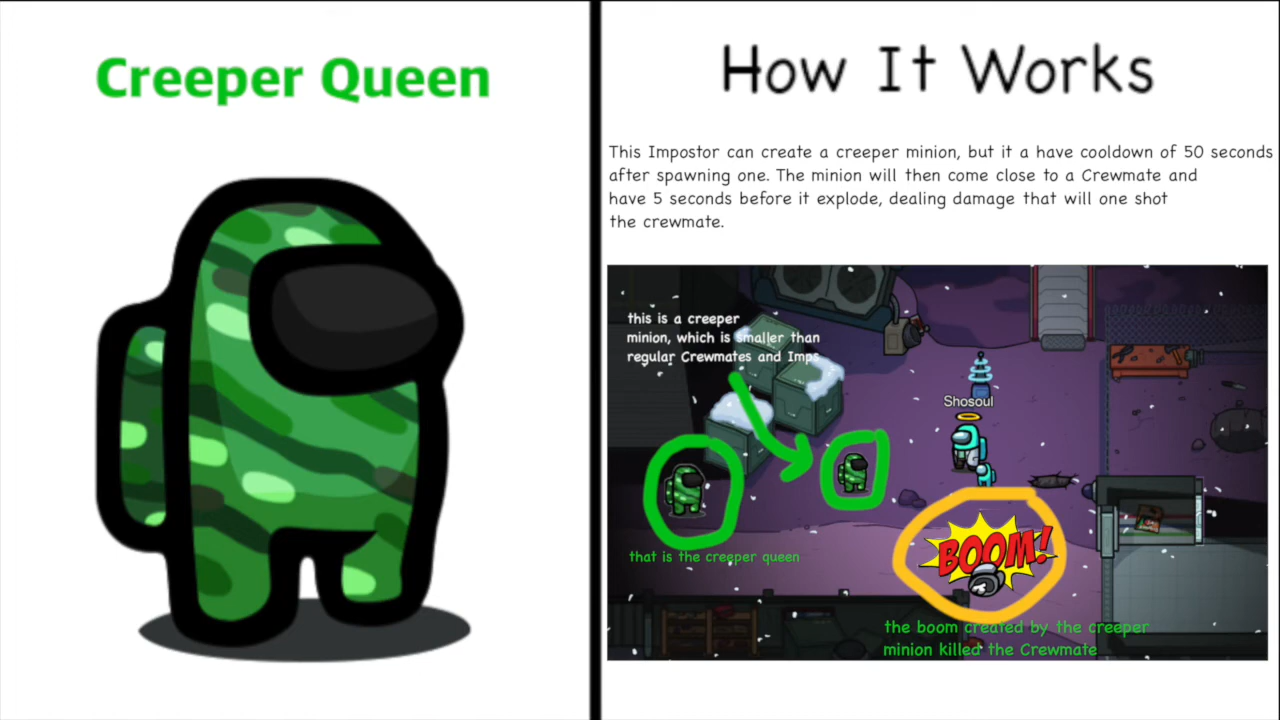 Creeper Queen
How It Works
This Impostor can create a creeper minion, but it a have cooldown of 50 seconds
after spawning one. The minion will then come close to a Crewmate and
have 5 seconds before it explode, dealing damage that will one shot
the crewmate.
this is a creeper
minion, which is smaller than
regular Crewmates and Imps
Shosoul
that is the creeper queen
BOOM!
the boom created by the creeper
minion killed the Crewmate